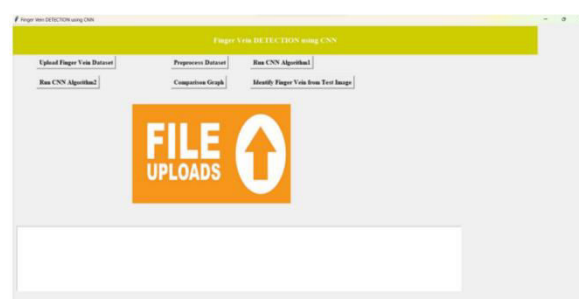 Finger Vein DETECTION using CNN
Finger Vein DETECTION using CNN
Upload Finger Vein Dataset Preprocess Dataset Run CNN Algorithm1
Run CNN Algorithm2 Comparison Graph Identify Finger Vein from Test Image
FILE
UPLOADS